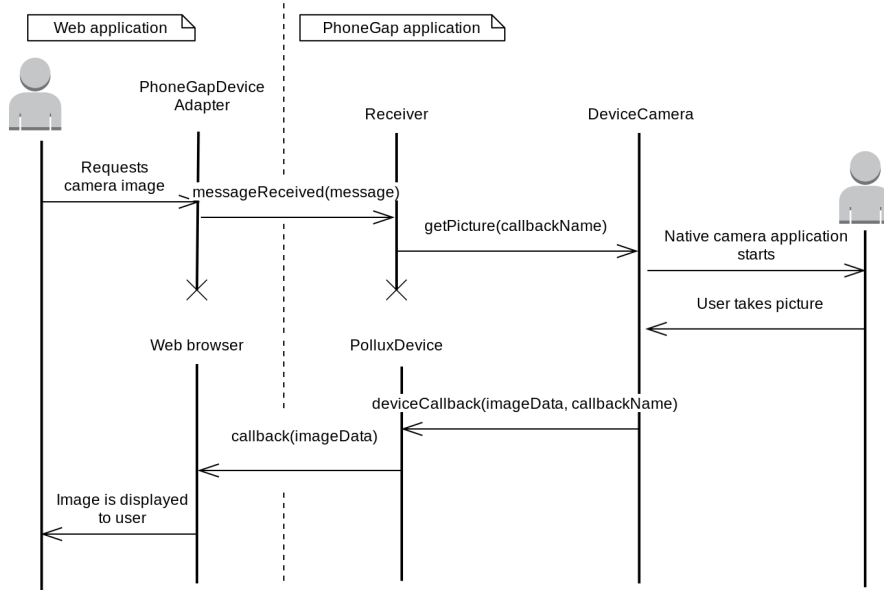 Web application
PhoneGap application
PhoneGapDevice
Adapter
Receiver
DeviceCamera
Requests
camera image
messageReceived(message)
getPicture(callbackName)
Native camera application
starts
User takes picture
Web browser
PolluxDevice
deviceCallback(imageData, callbackName)
callback(imageData)
Image is displayed
to user